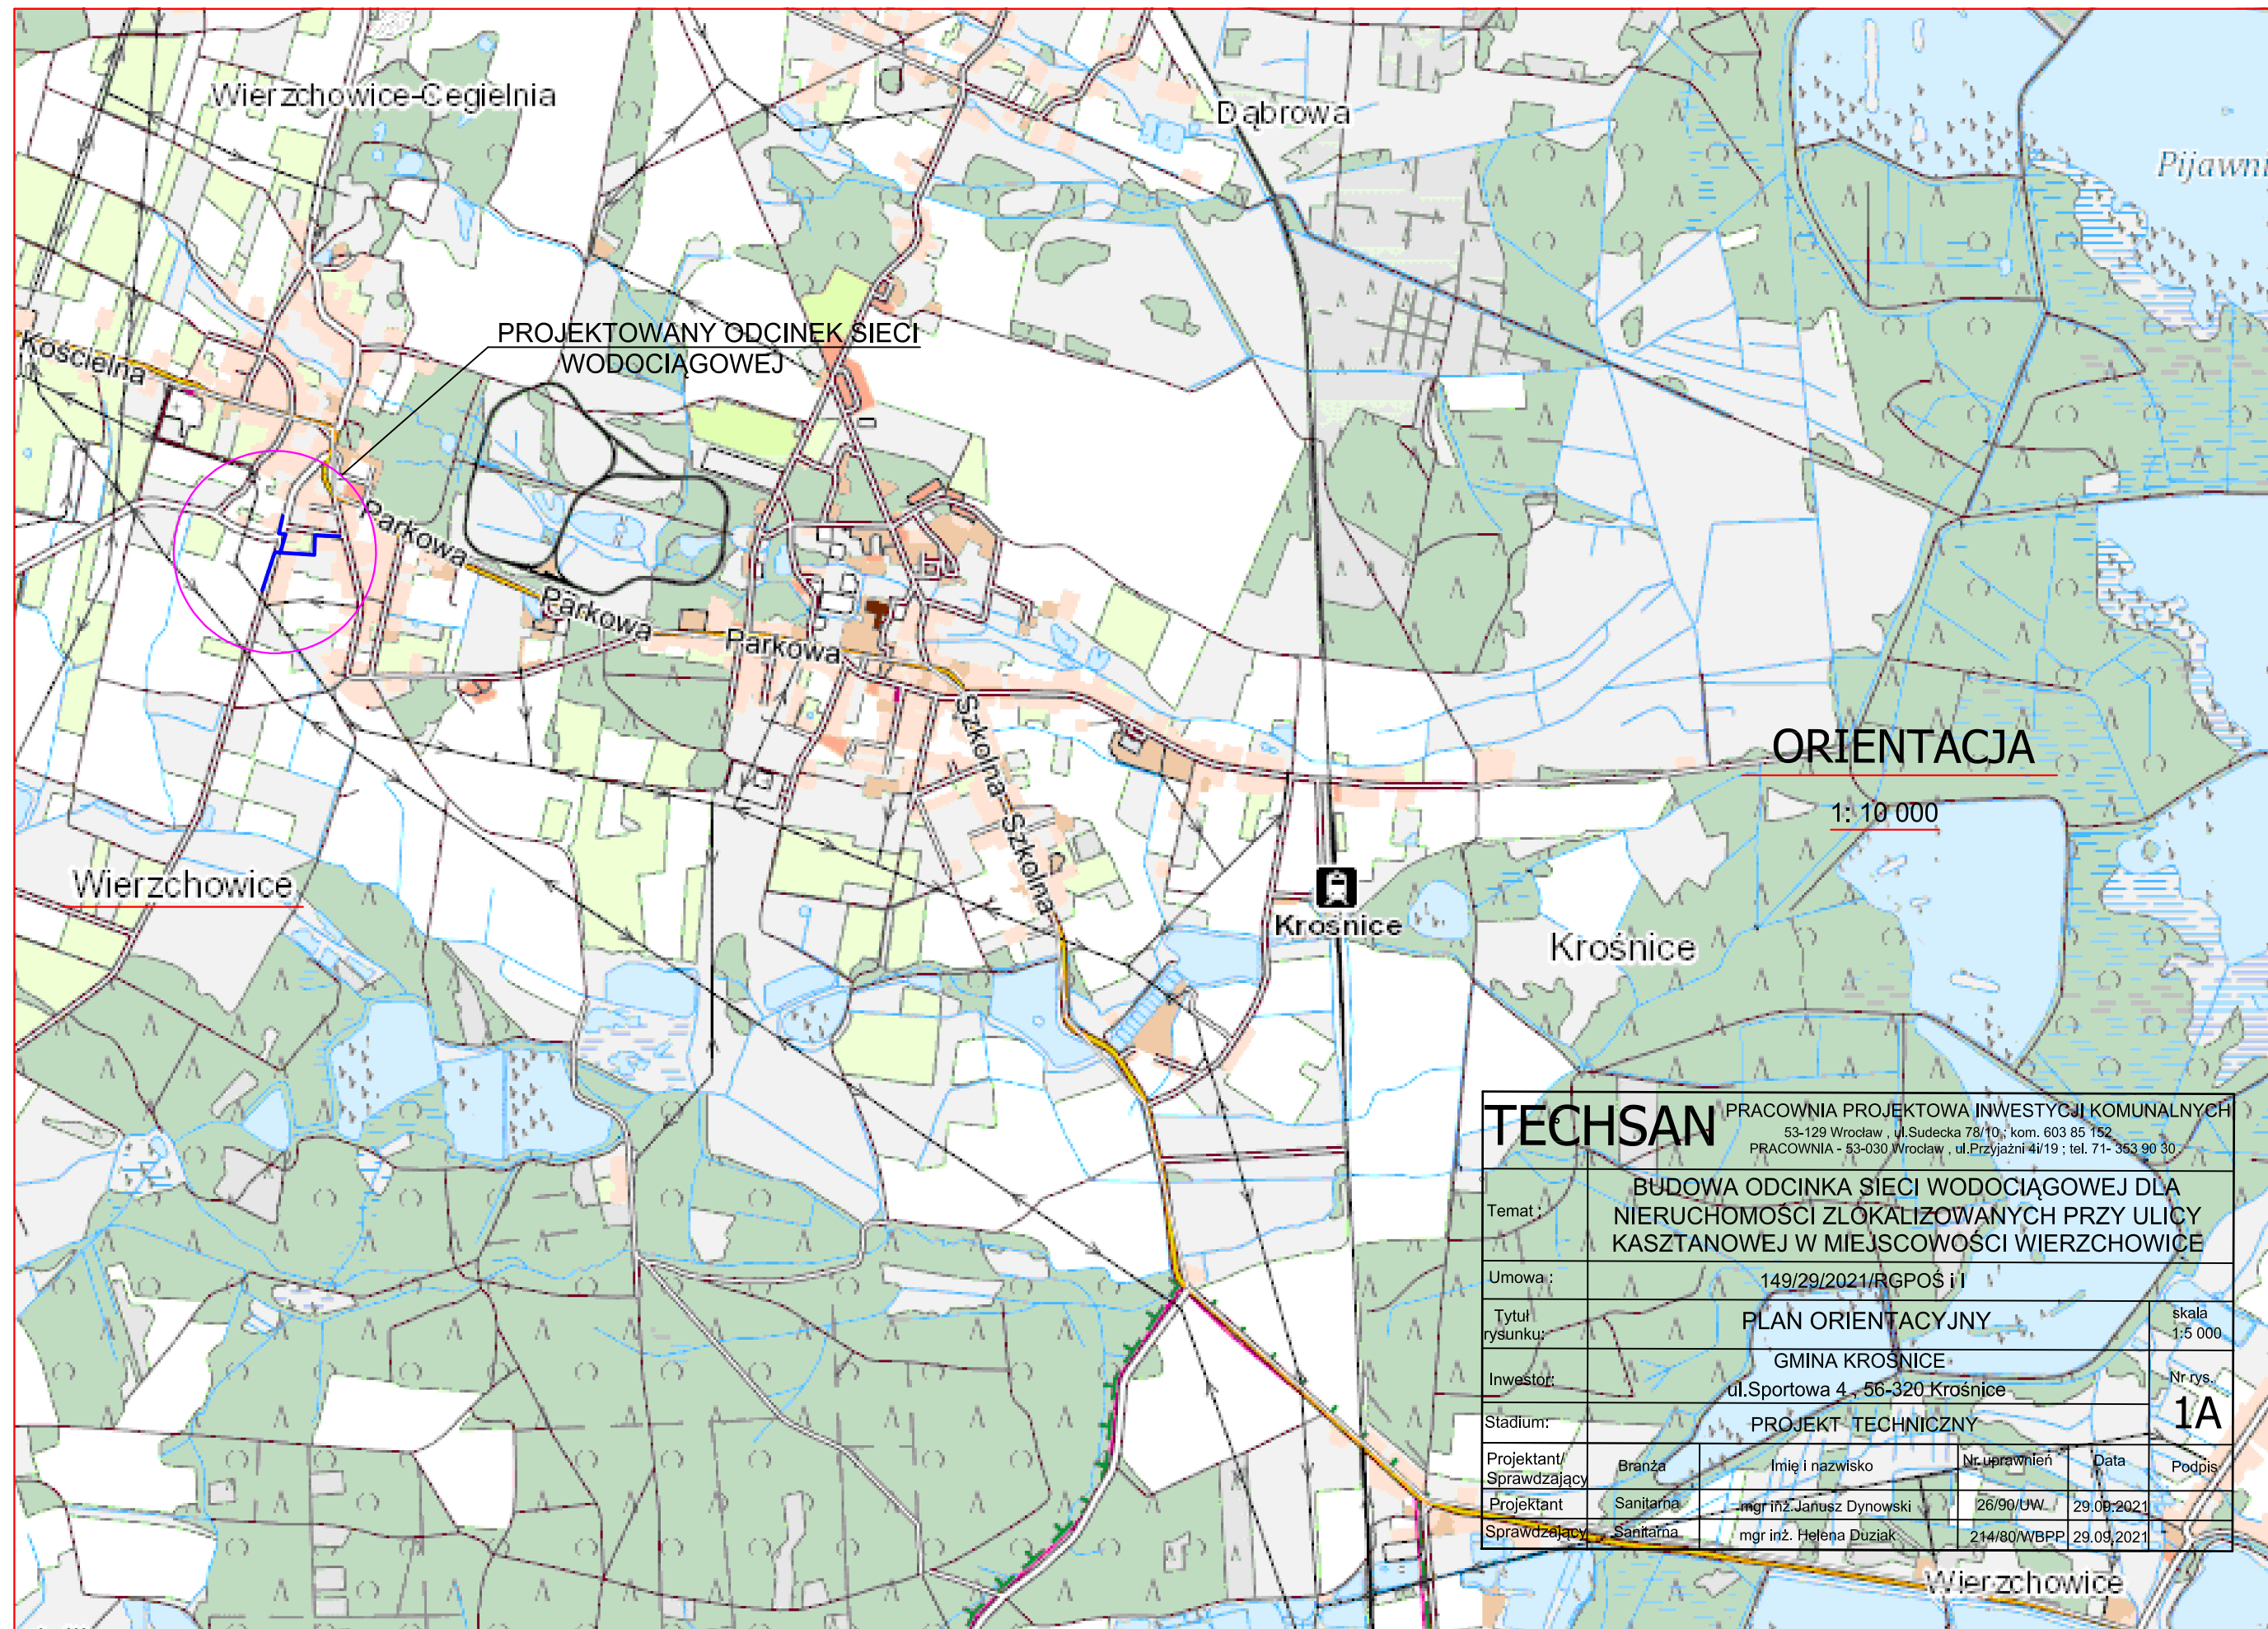 Wierzchowice-Cegielnia
Dąbrowa
Pijawni
PROJEKTOWANY ODCINEK SIECI
WODOCIĄGOWEJ
Kościelna
Parkowa
Parkowa
Parkowa
Szkolna
Szkolna
ORIENTACJA
1: 10 000
Wierzchowice
Krośnice
Krośnice
TECHSAN
PRACOWNIA PROJEKTOWA INWESTYCJI KOMUNALNYCH
53-129 Wrocław , ul.Sudecka 78/10 , kom. 603 85 152
PRACOWNIA - 53-030 Wrocław , ul.Przyjaźni 4i/19 ; tel. 71- 353 90 30
Temat :
BUDOWA ODCINKA SIECI WODOCIĄGOWEJ DLA
NIERUCHOMOŚCI ZLOKALIZOWANYCH PRZY ULICY
KASZTANOWEJ W MIEJSCOWOŚCI WIERZCHOWICE
Umowa :
149/29/2021/RGPOŚ i I
Tytuł
rysunku:
PLAN ORIENTACYJNY
skala
1:5 000
Inwestor:
GMINA KROŚNICE
ul.Sportowa 4 , 56-320 Krośnice
Nr rys.
1A
Stadium:
PROJEKT TECHNICZNY
Projektant/
Sprawdzający
Branża
Imię i nazwisko
Nr uprawnień
Data
Podpis
Projektant
Sanitarna
mgr inż.Janusz Dynowski
26/90/UW
29.09.2021
Sprawdzający
Sanitarna
mgr inż. Helena Duziak
214/80/WBPP
29.09.2021
Wierzchowice